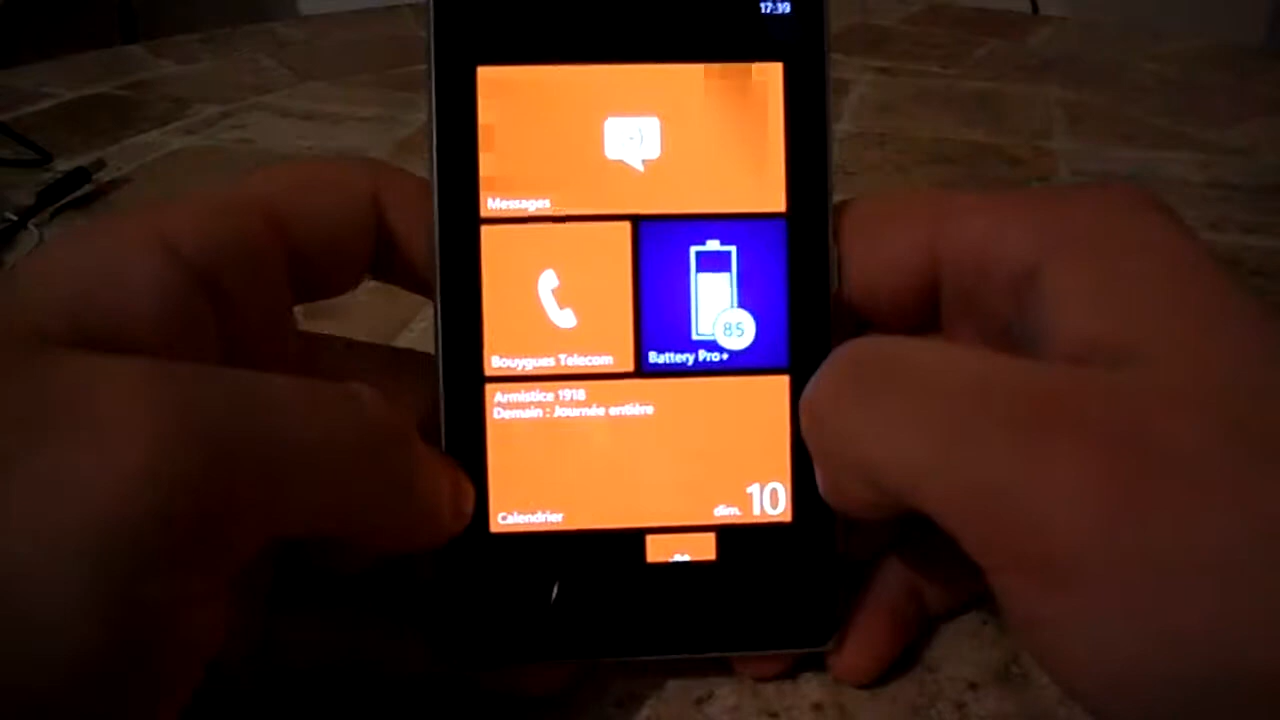 17:39
Messages
Bouygues Telecom
85
Battery Pro+
Armistice 1918
Demain : Journée entière
Calendrier
dim. 10